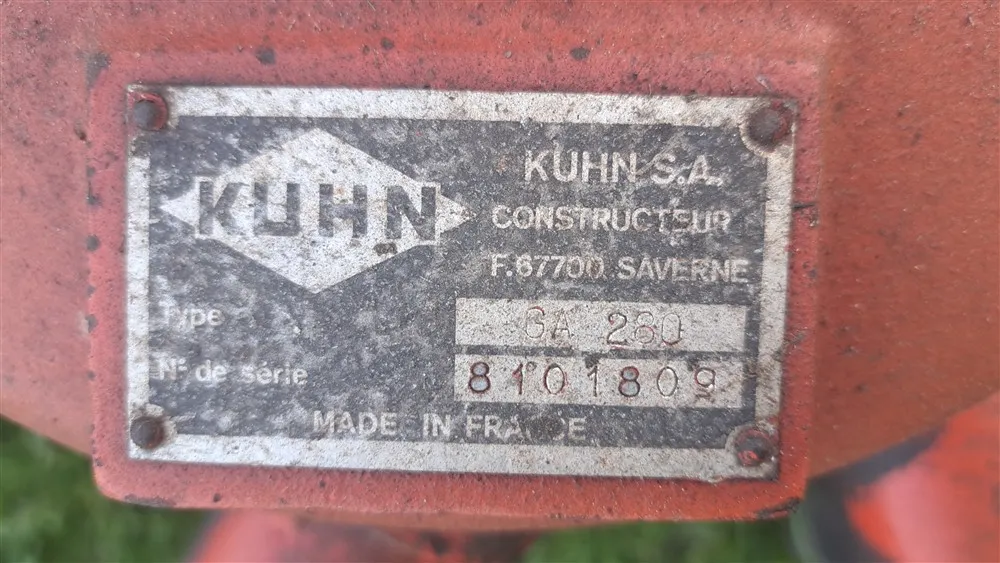 KUHN
KUHN S.A.
CONSTRUCTEUR
F.67700 SAVERNE
Type GA 280
N° de série 8101809
MADE IN FRANCE